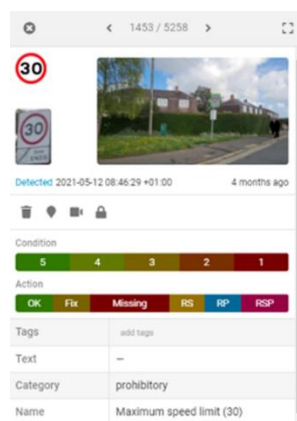 1453 / 5258
30
30
Detected 2021-05-12 08:46:29 +01:00 4 months ago
Condition
5 4 3 2 1
Action
OK Fix Missing RS RP RSP
Tags add tags
Text –
Category prohibitory
Name Maximum speed limit (30)